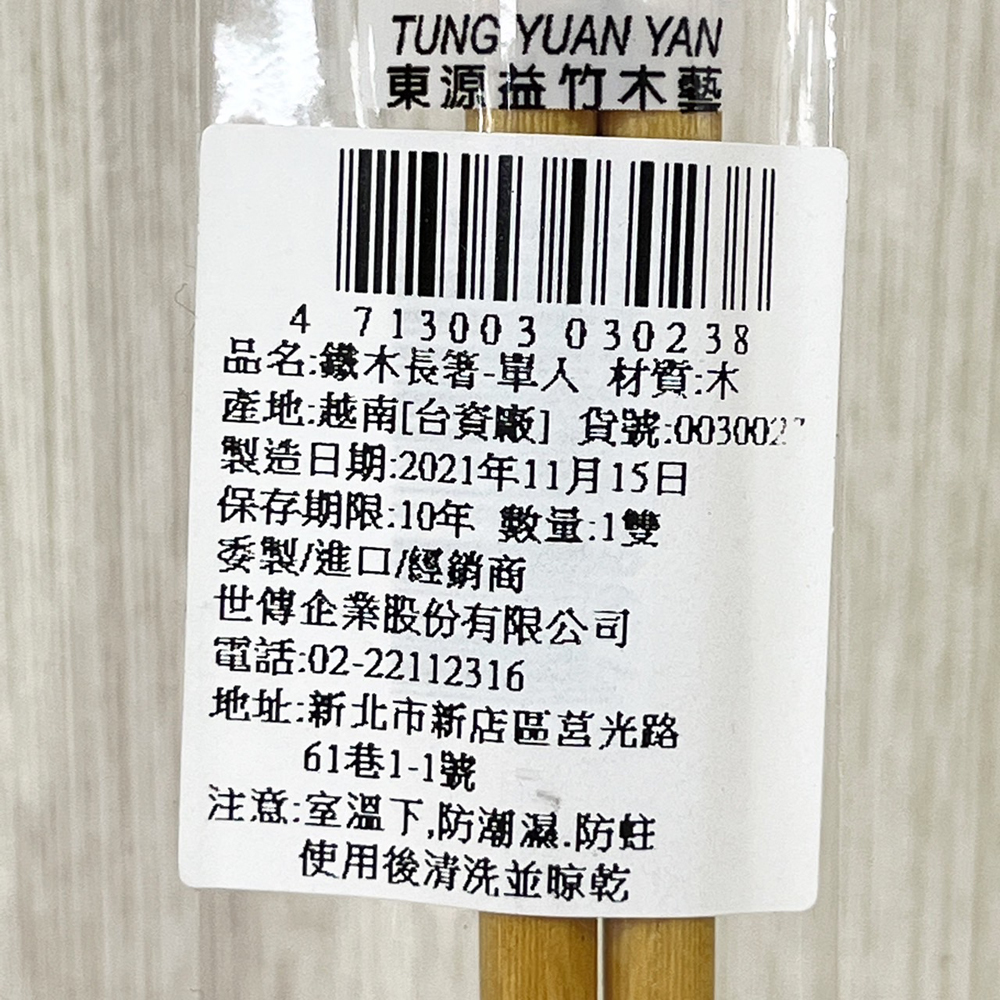 TUNG YUAN YAN
東源益竹木藝
4 713003 030238
品名:鐵木長箸-單人 材質:木
產地:越南[台資廠] 貨號:003002
製造日期:2021年11月15日
保存期限:10年 數量:1雙
委製/進口/經銷商
世傳企業股份有限公司
電話:02-22112316
地址:新北市新店區莒光路
61巷1-1號
注意:室溫下,防潮濕.防蛀
使用後清洗並晾乾